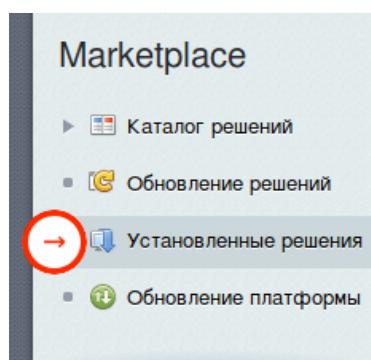 Marketplace
Каталог решений
Обновление решений
Установленные решения
Обновление платформы